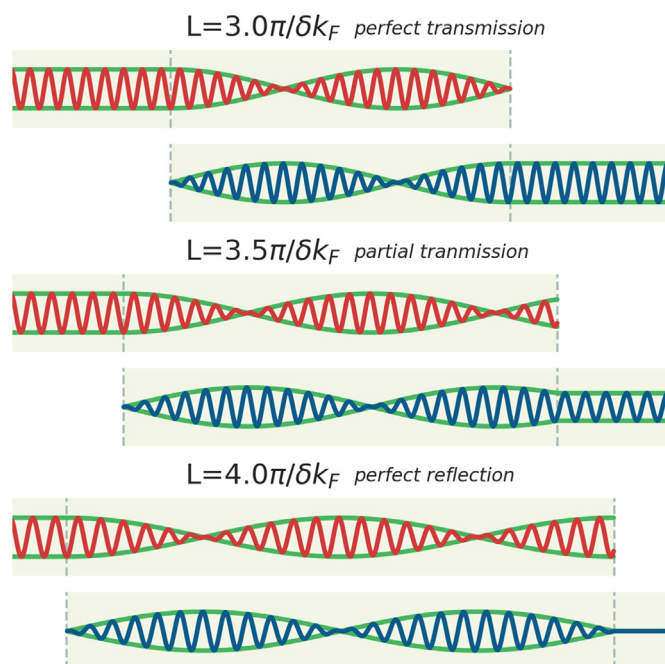 L=3.0π/δk_F perfect transmission
L=3.5π/δk_F partial tranmission
L=4.0π/δk_F perfect reflection